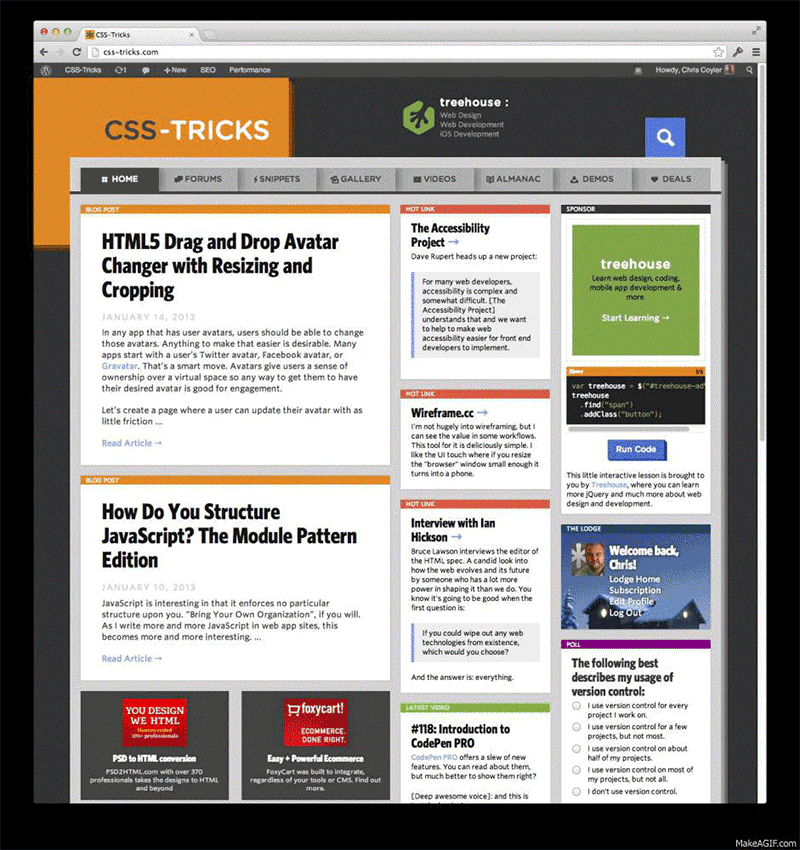 CSS-Tricks
css-tricks.com
CSS-Tricks 1 + New SEO Performance Howdy, Chris Coyier
CSS-TRICKS
treehouse :
Web Design
Web Development
iOS Development
HOME FORUMS SNIPPETS GALLERY VIDEOS ALMANAC DEMOS DEALS
BLOG POST
HTML5 Drag and Drop Avatar
Changer with Resizing and
Cropping
JANUARY 14, 2013
In any app that has user avatars, users should be able to change
those avatars. Anything to make that easier is desirable. Many
apps start with a user's Twitter avatar, Facebook avatar, or
Gravatar. That's a smart move. Avatars give users a sense of
ownership over a virtual space so any way to get them to have
their desired avatar is good for engagement.
Let's create a page where a user can update their avatar with as
little friction ...
Read Article →
BLOG POST
How Do You Structure
JavaScript? The Module Pattern
Edition
JANUARY 10, 2013
JavaScript is interesting in that it enforces no particular
structure upon you. "Bring Your Own Organization", if you will.
As I write more and more JavaScript in web app sites, this
becomes more and more interesting. ...
Read Article →
YOU DESIGN
WE HTML
370+ professionals
PSD to HTML conversion
PSD2HTML.com with over 370
professionals takes the designs to HTML
and beyond
foxycart!
ECOMMERCE.
DONE RIGHT.
Easy + Powerful Ecommerce
FoxyCart was built to integrate,
regardless of your tools or CMS. Find out
more.
HOT LINK
The Accessibility
Project →
Dave Rupert heads up a new project:
For many web developers,
accessibility is complex and
somewhat difficult. [The
Accessibility Project]
understands that and we want
to help to make web
accessibility easier for front end
developers to implement.
HOT LINK
Wireframe.cc →
I'm not hugely into wireframing, but I
can see the value in some workflows.
This tool for it is deliciously simple. I
like the UI touch where if you resize
the "browser" window small enough it
turns into a phone.
HOT LINK
Interview with Ian
Hickson →
Bruce Lawson interviews the editor of
the HTML spec. A candid look into
how the web evolves and its future
by someone who has a lot more
power in shaping it than we do. You
know it's going to be good when the
first question is:
If you could wipe out any web
technologies from existence,
which would you choose?
And the answer is: everything.
LATEST VIDEO
#118: Introduction to
CodePen PRO
CodePen PRO offers a slew of new
features. You can read about them,
but much better to show them right?
[Deep awesome voice]: and this is
SPONSOR
treehouse
Learn web design, coding,
mobile app development &
more.
Start Learning →
jQuery
var treehouse = $("#treehouse-ad"
treehouse
.find("span")
.addClass("button");
Run Code
This little interactive lesson is brought to
you by Treehouse, where you can learn
more jQuery and much more about web
design and development.
THE LODGE
Welcome back,
Chris!
Lodge Home
Subscription
Edit Profile
Log Out
POLL
The following best
describes my usage of
version control:
I use version control for every
project I work on.
I use version control for a few
projects, but not most.
I use version control on about
half of my projects.
I use version control on most of
my projects, but not all.
I don't use version control.
MakeAGIF.com